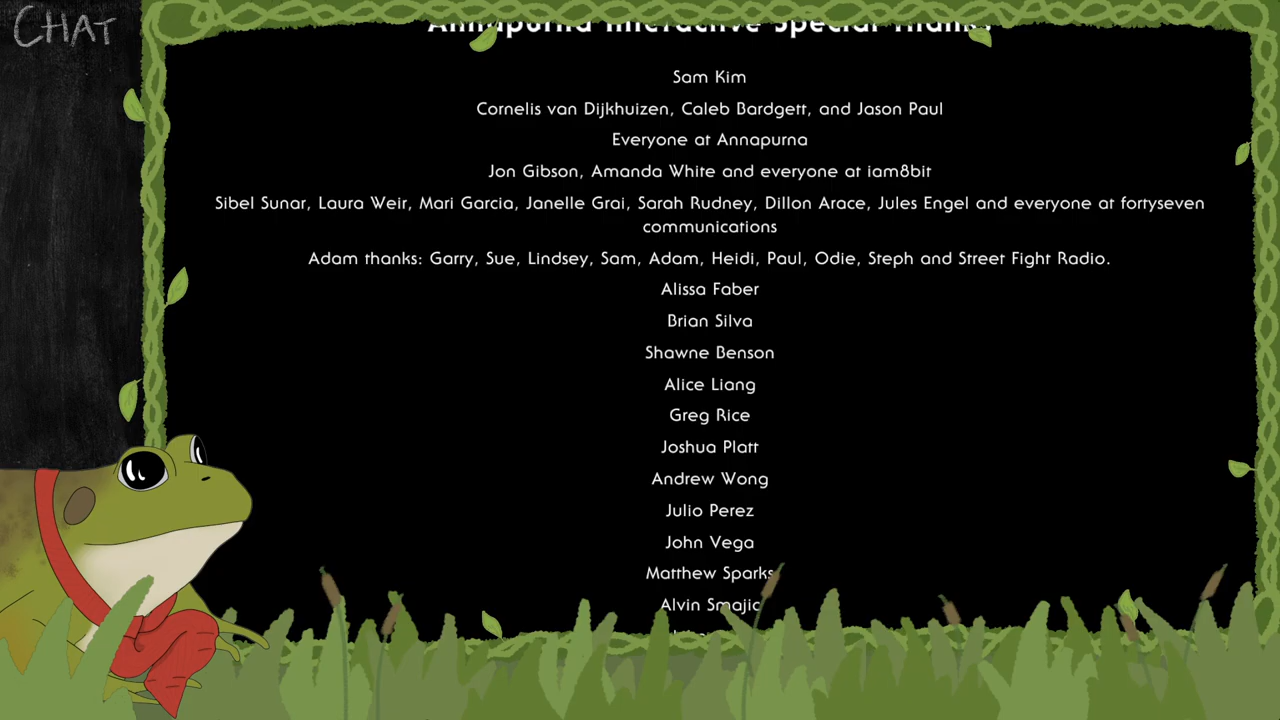 CHAT
Annapurna Interactive Special Thanks
Sam Kim
Cornelis van Dijkhuizen, Caleb Bardgett, and Jason Paul
Everyone at Annapurna
Jon Gibson, Amanda White and everyone at iam8bit
Sibel Sunar, Laura Weir, Mari Garcia, Janelle Grai, Sarah Rudney, Dillon Arace, Jules Engel and everyone at fortyseven
communications
Adam thanks: Garry, Sue, Lindsey, Sam, Adam, Heidi, Paul, Odie, Steph and Street Fight Radio.
Alissa Faber
Brian Silva
Shawne Benson
Alice Liang
Greg Rice
Joshua Platt
Andrew Wong
Julio Perez
John Vega
Matthew Sparks
Alvin Smajic